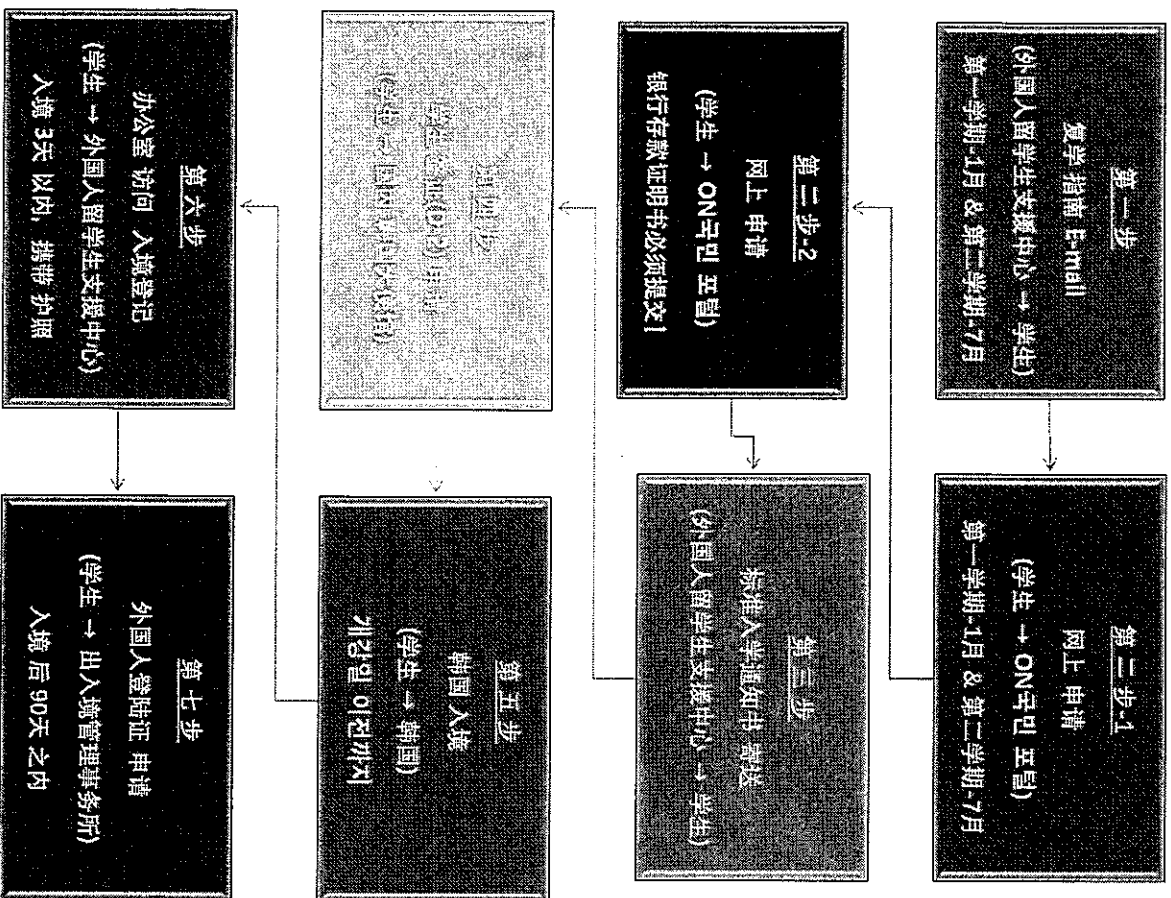 第一步
复学 指南 E-mail
(外国人留学生支援中心 → 学生)
第一学期-1月 & 第二学期-7月
第二步-1
网上 申请
(学生 → ON국민 포털)
第一学期-1月 & 第二学期-7月
第二步-2
网上 申请
(学生 → ON국민 포털)
银行存款证明书必须提交!
第三步
标准入学通知书 寄送
(外国人留学生支援中心 → 学生)
第四步
学生签证(D-2)
第五步
韩国 入境
(学生 → 韩国)
개강일 이전까지
第六步
办公室 访问 入境登记
(学生 → 外国人留学生支援中心)
入境 3天 以内, 携带 护照
第七步
外国人登陆证 申请
(学生 → 出入境管理事务所)
入境 后 90天 之内